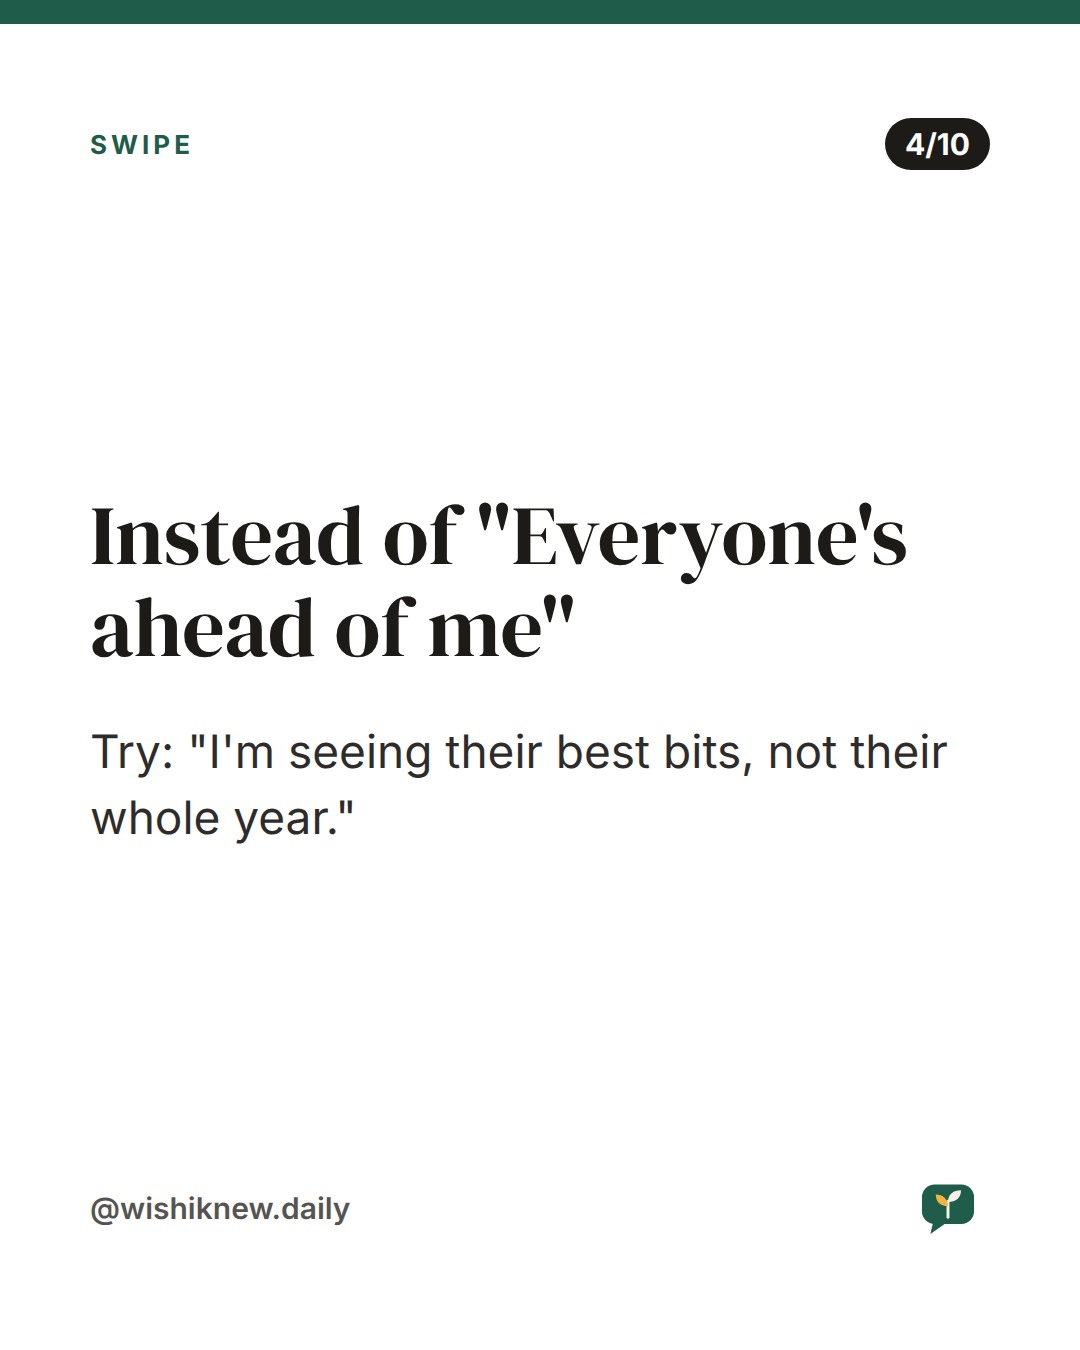 SWIPE
4/10
Instead of "Everyone's
ahead of me"
Try: "I'm seeing their best bits, not their
whole year."
@wishiknew.daily